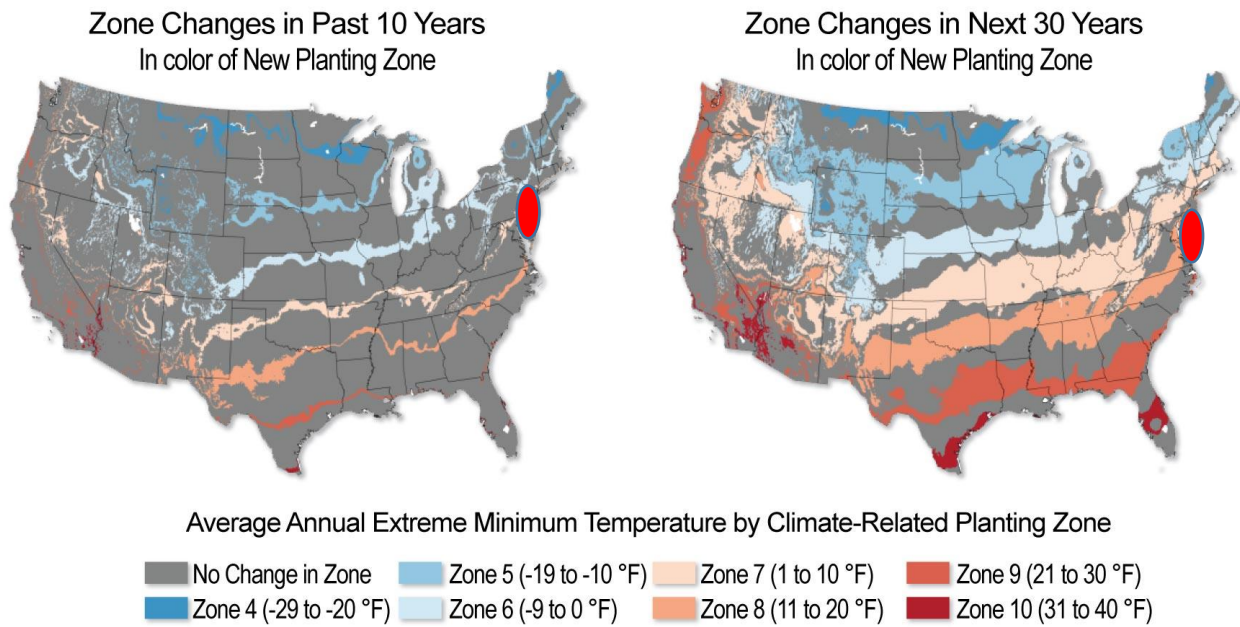 Zone Changes in Past 10 Years
In color of New Planting Zone
Zone Changes in Next 30 Years
In color of New Planting Zone
Average Annual Extreme Minimum Temperature by Climate-Related Planting Zone
No Change in Zone
Zone 5 (-19 to -10 °F)
Zone 7 (1 to 10 °F)
Zone 9 (21 to 30 °F)
Zone 4 (-29 to -20 °F)
Zone 6 (-9 to 0 °F)
Zone 8 (11 to 20 °F)
Zone 10 (31 to 40 °F)